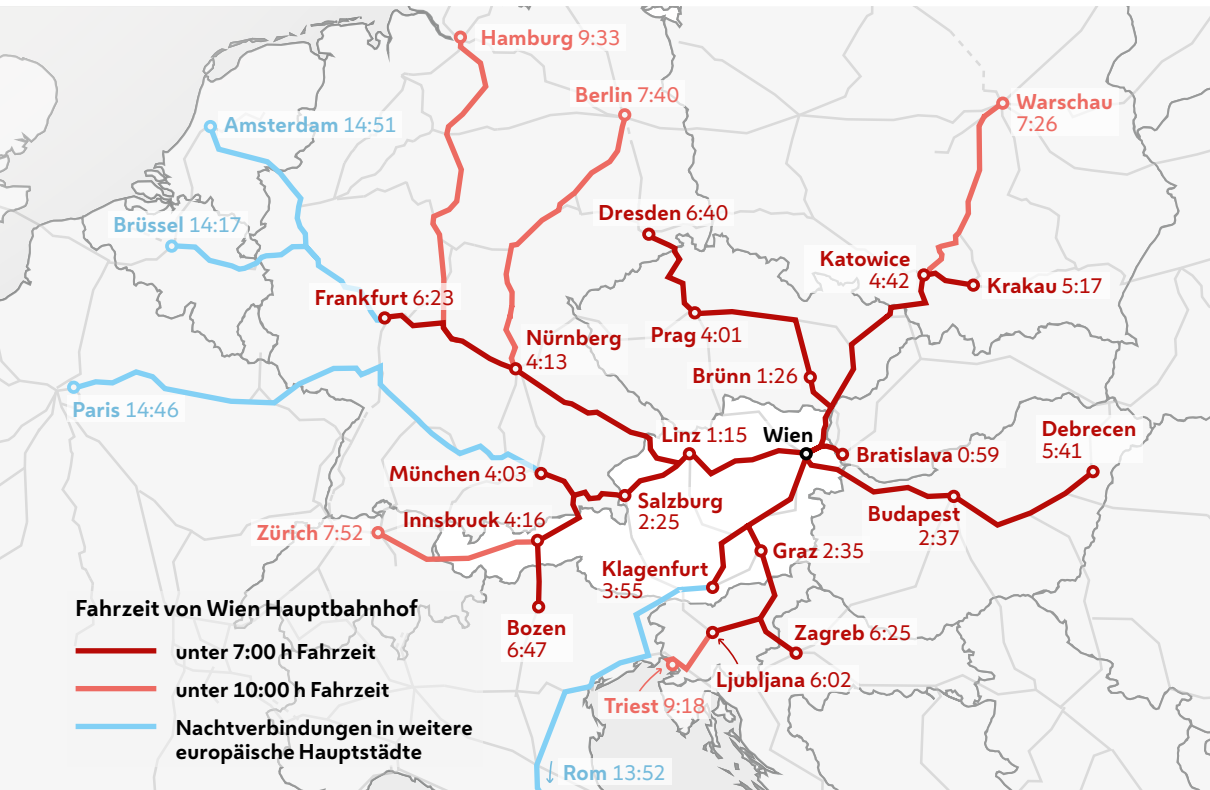 Hamburg 9:33
Berlin 7:40
Warschau
7:26
Amsterdam 14:51
Dresden 6:40
Brüssel 14:17
Katowice
4:42
Krakau 5:17
Frankfurt 6:23
Nürnberg
4:13
Prag 4:01
Brünn 1:26
Paris 14:46
Linz 1:15
Wien
Debrecen
5:41
Bratislava 0:59
München 4:03
Salzburg
2:25
Budapest
2:37
Innsbruck 4:16
Zürich 7:52
Graz 2:35
Klagenfurt
3:55
Bozen
6:47
Zagreb 6:25
Ljubljana 6:02
Triest 9:18
↓ Rom 13:52
Fahrzeit von Wien Hauptbahnhof
unter 7:00 h Fahrzeit
unter 10:00 h Fahrzeit
Nachtverbindungen in weitere
europäische Hauptstädte